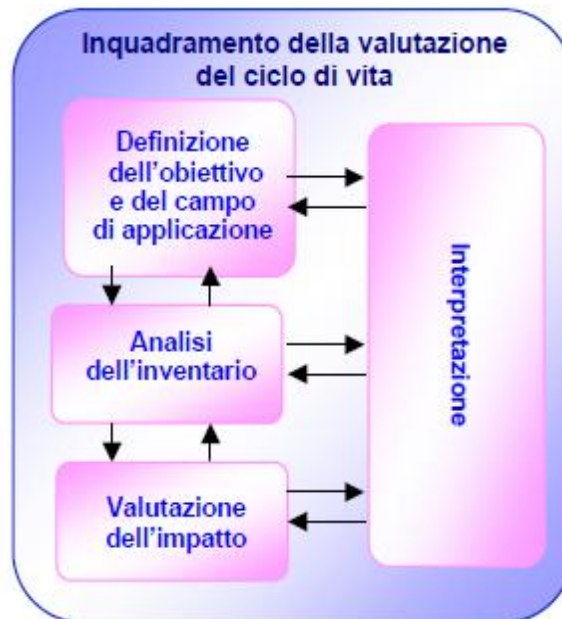 Inquadramento della valutazione
del ciclo di vita
Definizione
dell'obiettivo
e del campo
di applicazione
Analisi
dell'inventario
Valutazione
dell'impatto
Interpretazione